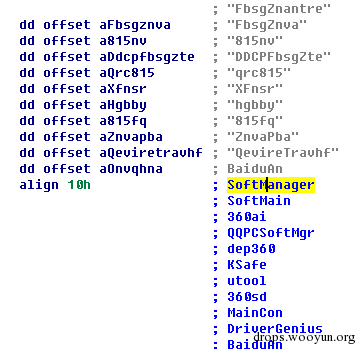 ; "FbsgZnantre"
dd offset aFbsgznva ; "FbsgZnva"
dd offset a815nv ; "815nv"
dd offset aDdcpfbsgzte ; "DDCPFbsgZte"
dd offset aQrc815 ; "qrc815"
dd offset aXfnsr ; "XFnsr"
dd offset aHgbby ; "hgbby"
dd offset a815fq ; "815fq"
dd offset aZnvapba ; "ZnvaPba"
dd offset aQeviretravhf ; "QevireTravhf"
dd offset aOnvqhna ; BaiduAn
align 10h ; SoftManager
; SoftMain
; 360ai
; QQPCSoftMgr
; dep360
; KSafe
; utool
; 360sd
; MainCon
; DriverGenius
; BaiduAn
drops.wooyun.org